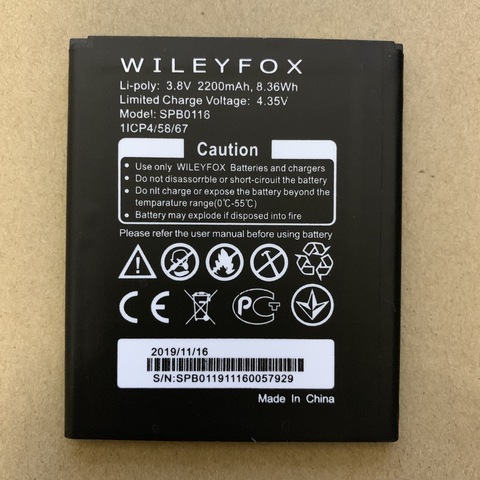 WILEYFOX
Li-poly: 3.8V 2200mAh, 8.36Wh
Limited Charge Voltage: 4.35V
Model: SPB0116
1ICP4/58/67
Caution
• Use only WILEYFOX Batteries and chargers
• Do not disassorrble or short-circuit the battery
• Do nlt charge or expose the battery beyond the
temparature range(0℃-55℃)
• Battery may explode if disposed into fire
Please refer the user manual before using battery
CE
2019/11/16
S/N:SPB011911160057929
Made In China